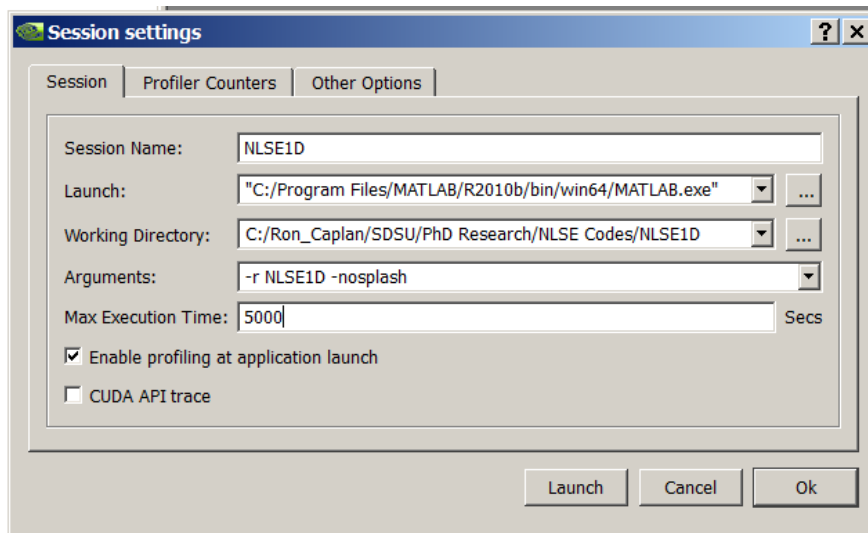 Session settings
Session Profiler Counters Other Options
Session Name: NLSE1D
Launch: "C:/Program Files/MATLAB/R2010b/bin/win64/MATLAB.exe" ...
Working Directory: C:/Ron_Caplan/SDSU/PhD Research/NLSE Codes/NLSE1D ...
Arguments: -r NLSE1D -nosplash
Max Execution Time: 5000 Secs
Enable profiling at application launch
CUDA API trace
Launch Cancel Ok